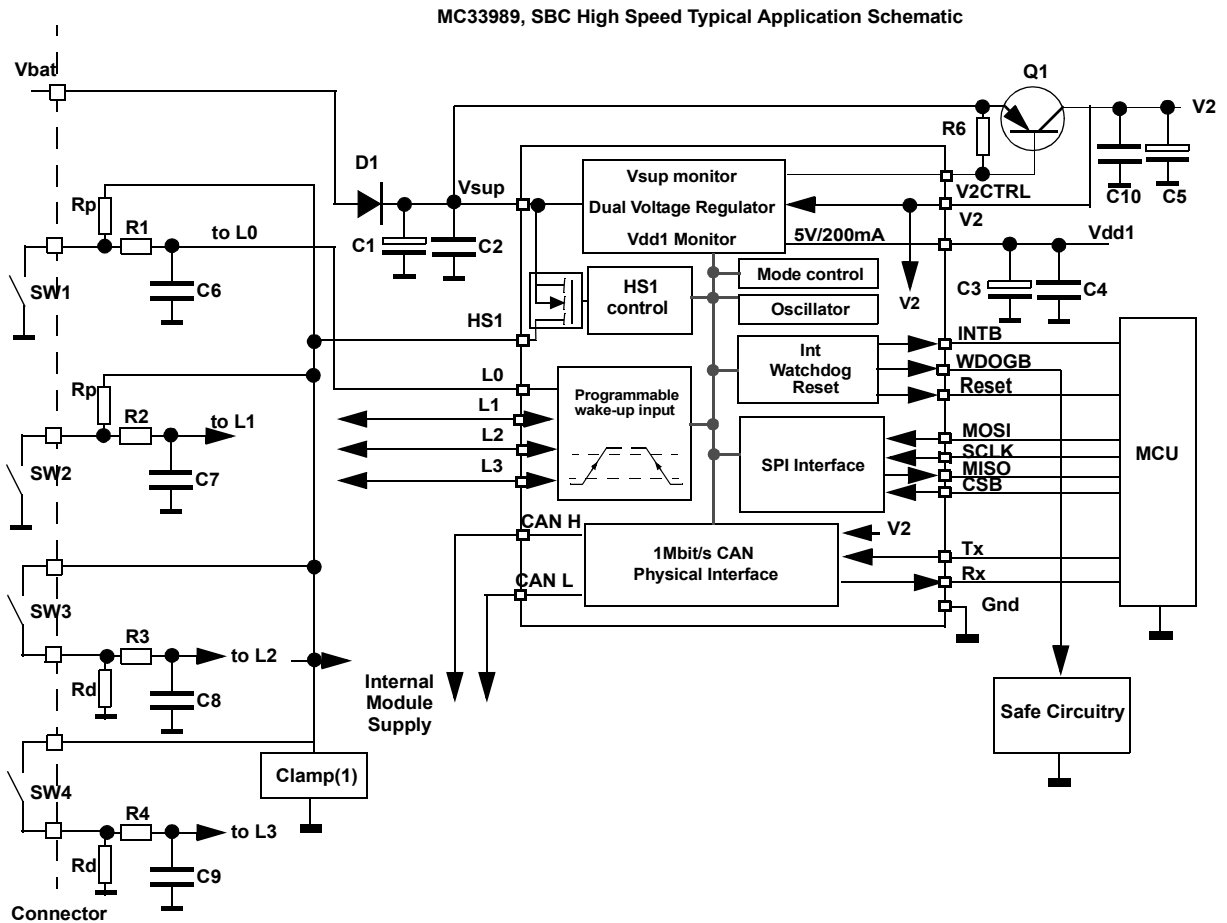 MC33989, SBC High Speed Typical Application Schematic
Vbat
Q1
V2
R6
D1
C10
C5
Vsup
Vsup monitor
Dual Voltage Regulator
Vdd1 Monitor
V2CTRL
V2
5V/200mA
Vdd1
C1
C2
Rp
R1
to L0
SW1
C6
HS1
control
Mode control
Oscillator
V2
C3
C4
HS1
INTB
Int
Watchdog
Reset
WDOGB
Reset
Rp
R2
to L1
SW2
C7
L0
L1
L2
L3
Programmable
wake-up input
SPI Interface
MOSI
SCLK
MISO
CSB
MCU
CAN H
CAN L
1Mbit/s CAN
Physical Interface
V2
Tx
Rx
Gnd
SW3
R3
to L2
Rd
C8
Internal
Module
Supply
Safe Circuitry
Clamp(1)
SW4
R4
to L3
Rd
C9
Connector